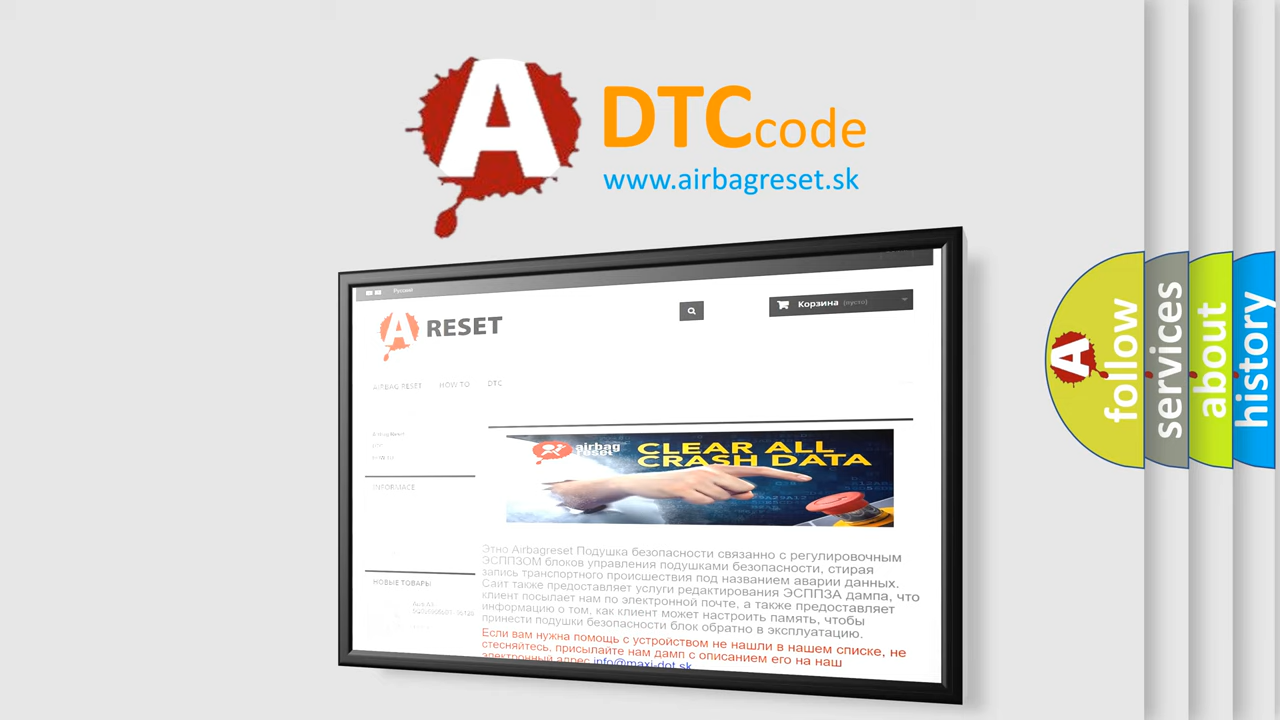 A DTCcode
www.airbagreset.sk
Русский
A RESET
Корзина (пусто)
AIRBAG RESET HOW TO DTC
Airbag Reset
HOW TO
INFORMACE
airbag
reset
CLEAR ALL
CRASH DATA
Этно Airbagreset Подушка безопасности связанно с регулировочным
ЭСППЗОМ блоков управления подушками безопасности, стирая
запись транспортного происшествия под названием аварии данных.
Сайт также предоставляет услуги редактирования ЭСППЗА дампа, что
клиент посылает нам по электронной почте, а также предоставляет
информацию о том, как клиент может настроить память, чтобы
принести подушки безопасности блок обратно в эксплуатацию.
Если вам нужна помощь с устройством не нашли в нашем списке, не
стесняйтесь, присылайте нам дамп с описанием его на наш
электронный адрес info@maxi-dot.sk
НОВЫЕ ТОВАРЫ
A follow
services
about
history